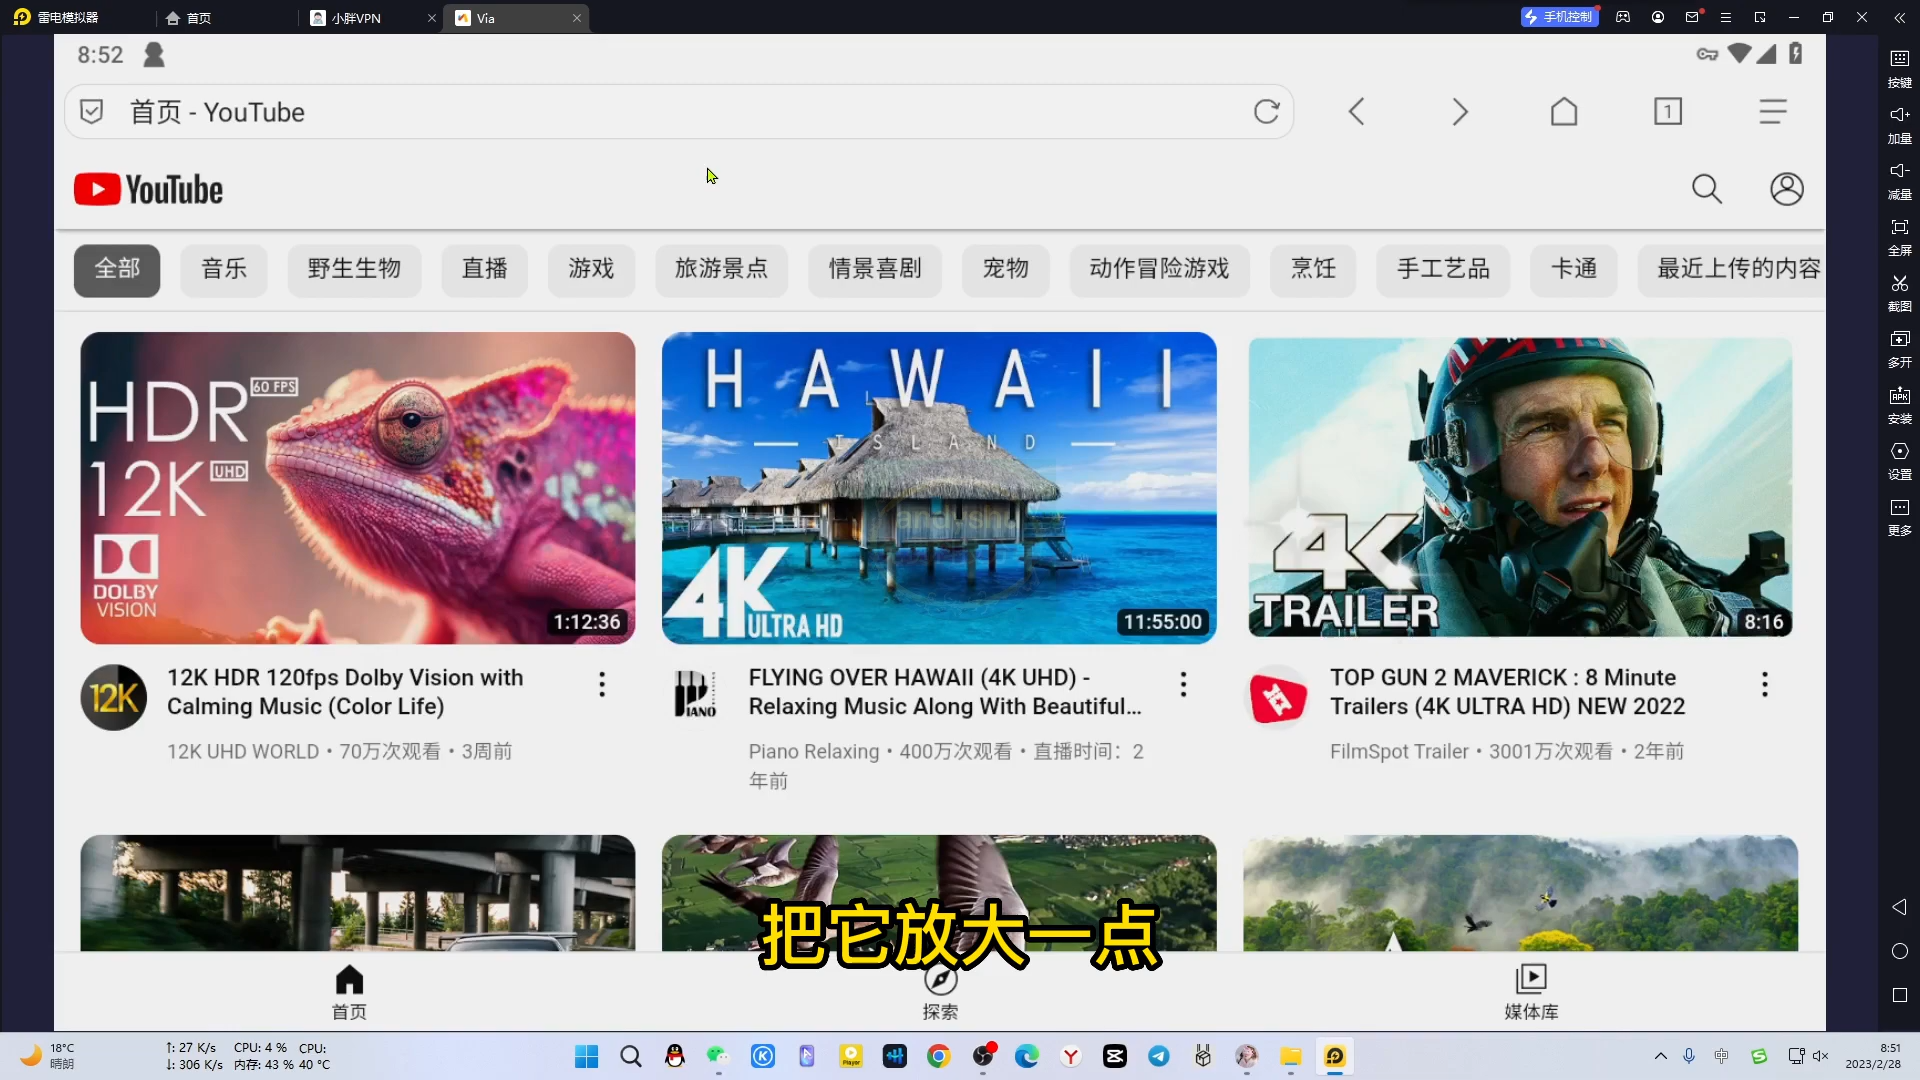 雷电模拟器
首页
小胖VPN
Via
手机控制
8:52
首页 - YouTube
1
YouTube
全部
音乐
野生生物
直播
游戏
旅游景点
情景喜剧
宠物
动作冒险游戏
烹饪
手工艺品
卡通
最近上传的内容
HDR 60 FPS
12K UHD
DOLBY
VISION
1:12:36
HAWAII
ISLAND
4K ULTRA HD
11:55:00
4K
TRAILER
8:16
12K
12K HDR 120fps Dolby Vision with
Calming Music (Color Life)
12K UHD WORLD • 70万次观看 • 3周前
PIANO
FLYING OVER HAWAII (4K UHD) -
Relaxing Music Along With Beautiful...
Piano Relaxing • 400万次观看 • 直播时间：2
年前
TOP GUN 2 MAVERICK : 8 Minute
Trailers (4K ULTRA HD) NEW 2022
FilmSpot Trailer • 3001万次观看 • 2年前
把它放大一点
首页
探索
媒体库
按键
加量
减量
全屏
截图
多开
APK
安装
设置
更多
18°C
晴朗
↑: 27 K/s
↓: 306 K/s
CPU: 4 %
内存: 43 %
CPU:
40 °C
Player
中
8:51
2023/2/28